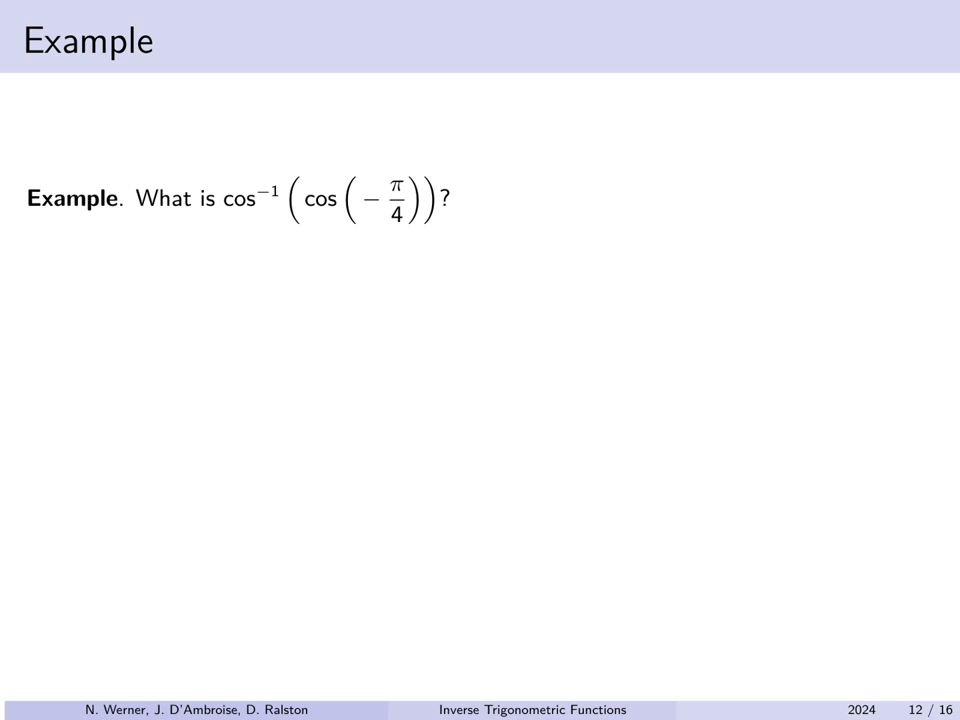 Example
Example. What is cos⁻¹ ( cos ( − π/4 ) ) ?
N. Werner, J. D'Ambroise, D. Ralston
Inverse Trigonometric Functions
2024
12 / 16